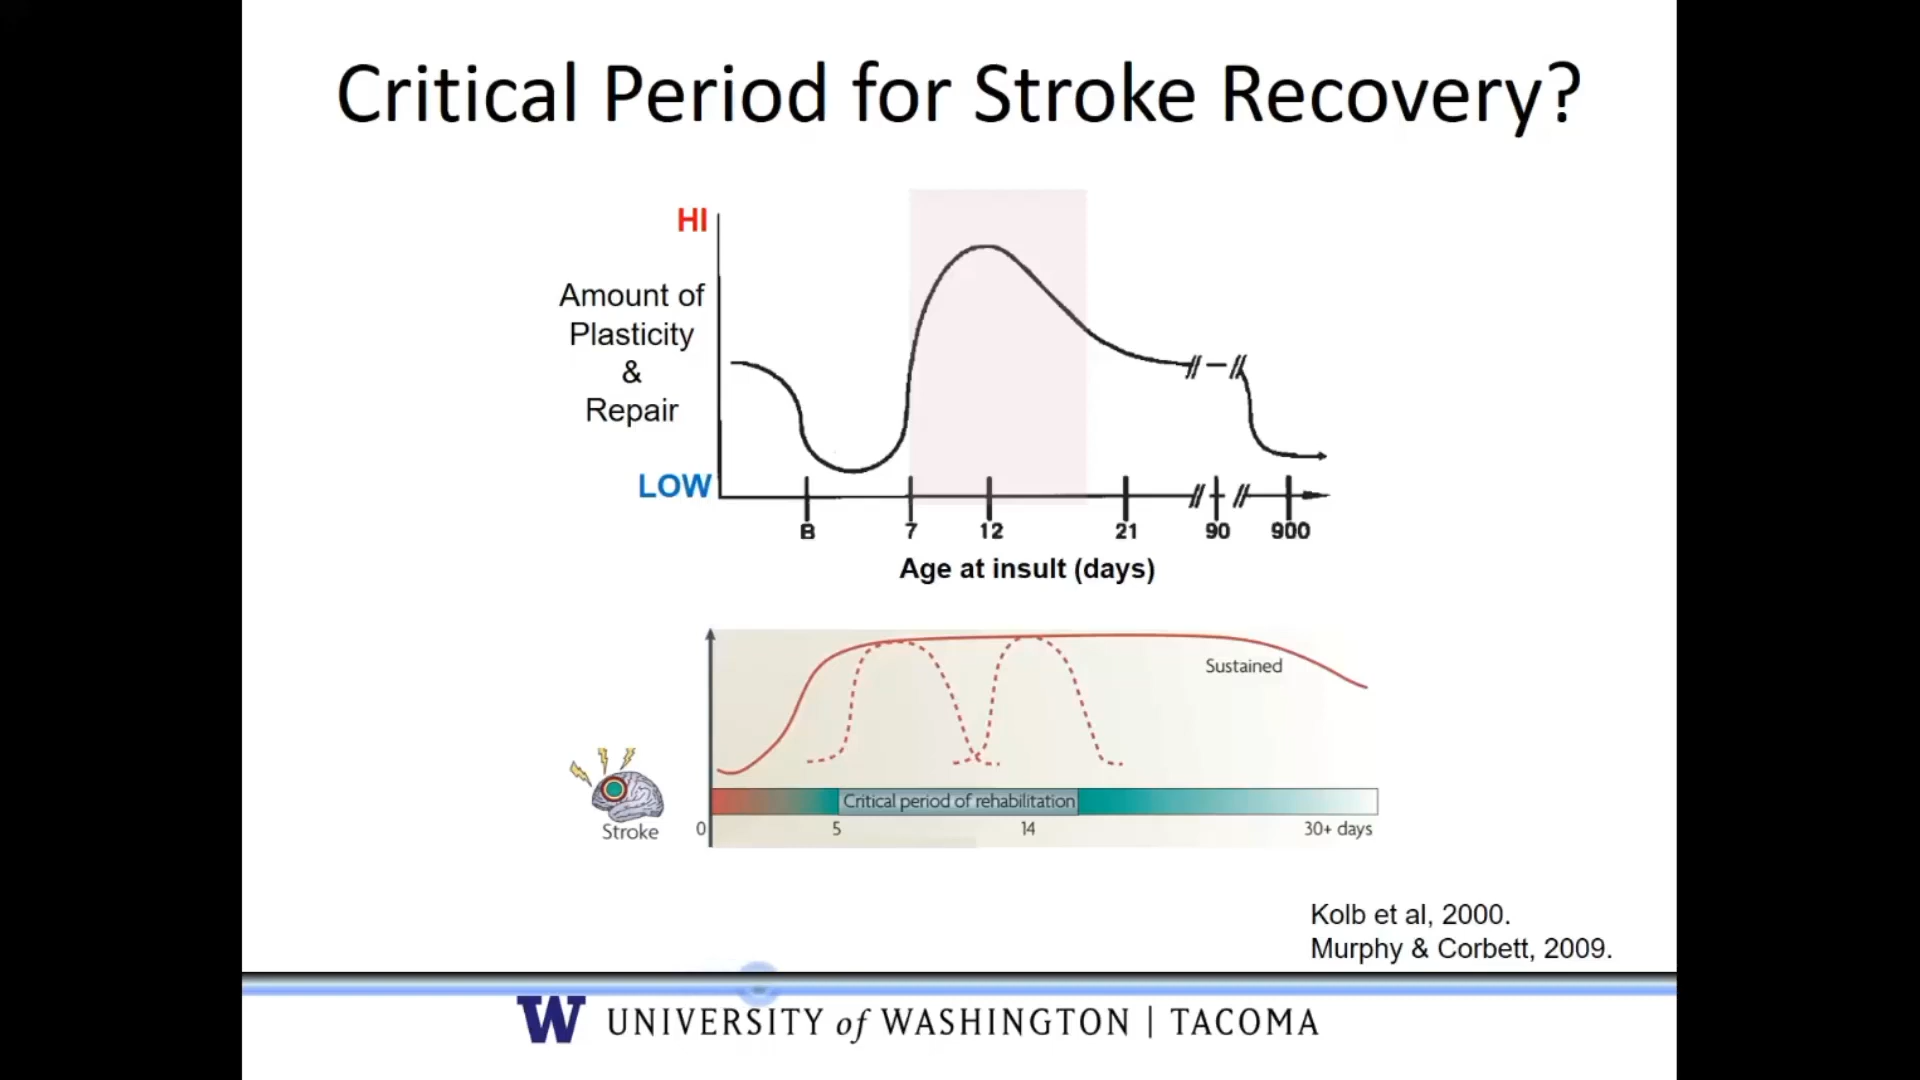 Critical Period for Stroke Recovery?
HI
Amount of
Plasticity
&
Repair
LOW
B 7 12 21 90 900
Age at insult (days)
Sustained
Critical period of rehabilitation
Stroke
0 5 14 30+ days
Kolb et al, 2000.
Murphy & Corbett, 2009.
W UNIVERSITY of WASHINGTON | TACOMA